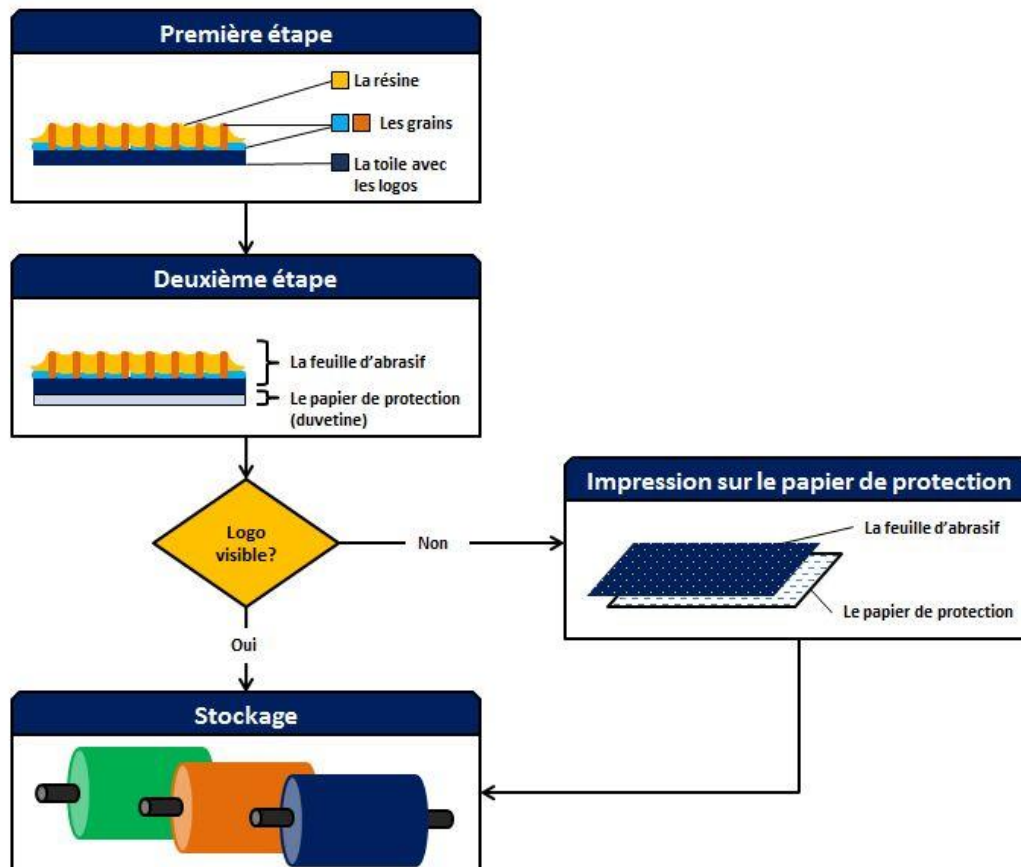 Première étape
La résine
Les grains
La toile avec
les logos
Deuxième étape
La feuille d'abrasif
Le papier de protection
(duvetine)
Logo
visible?
Non
Oui
Impression sur le papier de protection
La feuille d'abrasif
Le papier de protection
Stockage